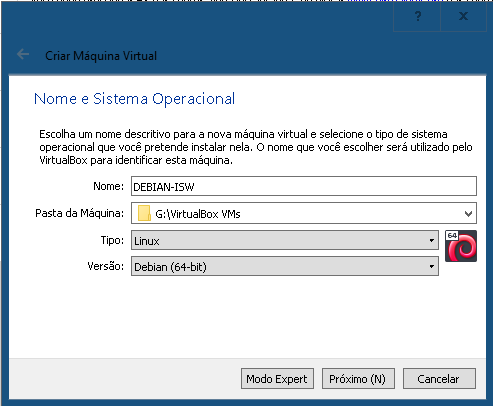 ?
Criar Máquina Virtual
Nome e Sistema Operacional
Escolha um nome descritivo para a nova máquina virtual e selecione o tipo de sistema
operacional que você pretende instalar nela. O nome que você escolher será utilizado pelo
VirtualBox para identificar esta máquina.
Nome: DEBIAN-ISW
Pasta da Máquina: G:\VirtualBox VMs
Tipo: Linux
64
Versão: Debian (64-bit)
Modo Expert Próximo (N) Cancelar